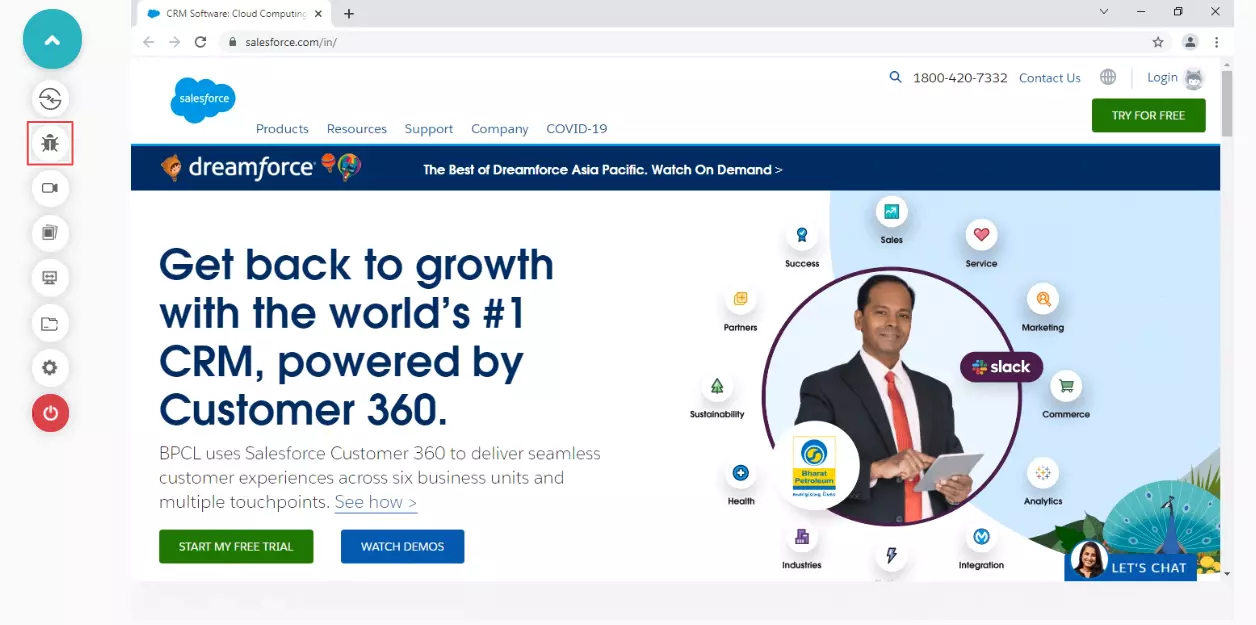 CRM Software: Cloud Computing
salesforce.com/in/
salesforce
1800-420-7332
Contact Us
Login
Products
Resources
Support
Company
COVID-19
TRY FOR FREE
dreamforce
The Best of Dreamforce Asia Pacific. Watch On Demand >
Get back to growth
with the world's #1
CRM, powered by
Customer 360.
BPCL uses Salesforce Customer 360 to deliver seamless
customer experiences across six business units and
multiple touchpoints. See how >
START MY FREE TRIAL
WATCH DEMOS
Sales
Success
Service
Partners
Marketing
slack
Sustainability
Commerce
Bharat
Petroleum
energising lives
Health
Analytics
Industries
Integration
LET'S CHAT